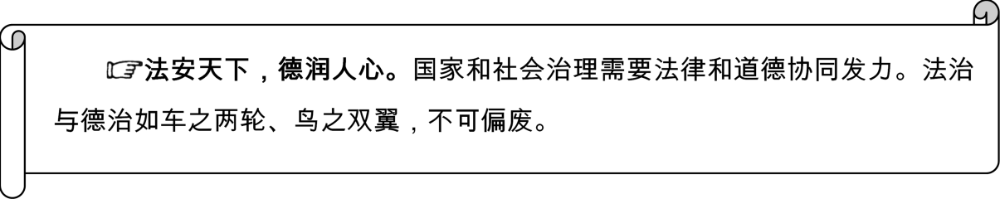 ☞法安天下，德润人心。国家和社会治理需要法律和道德协同发力。法治
与德治如车之两轮、鸟之双翼，不可偏废。